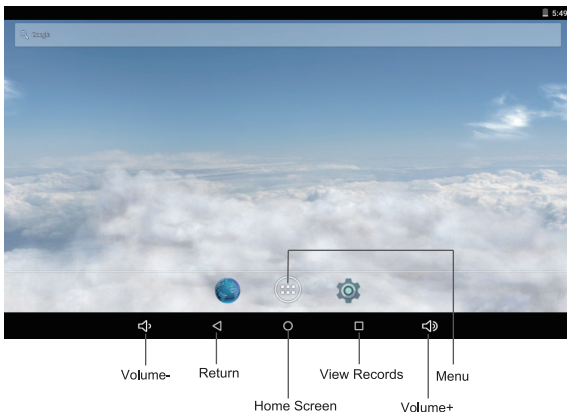 5:49
Google
Volume-
Return
View Records
Menu
Home Screen
Volume+